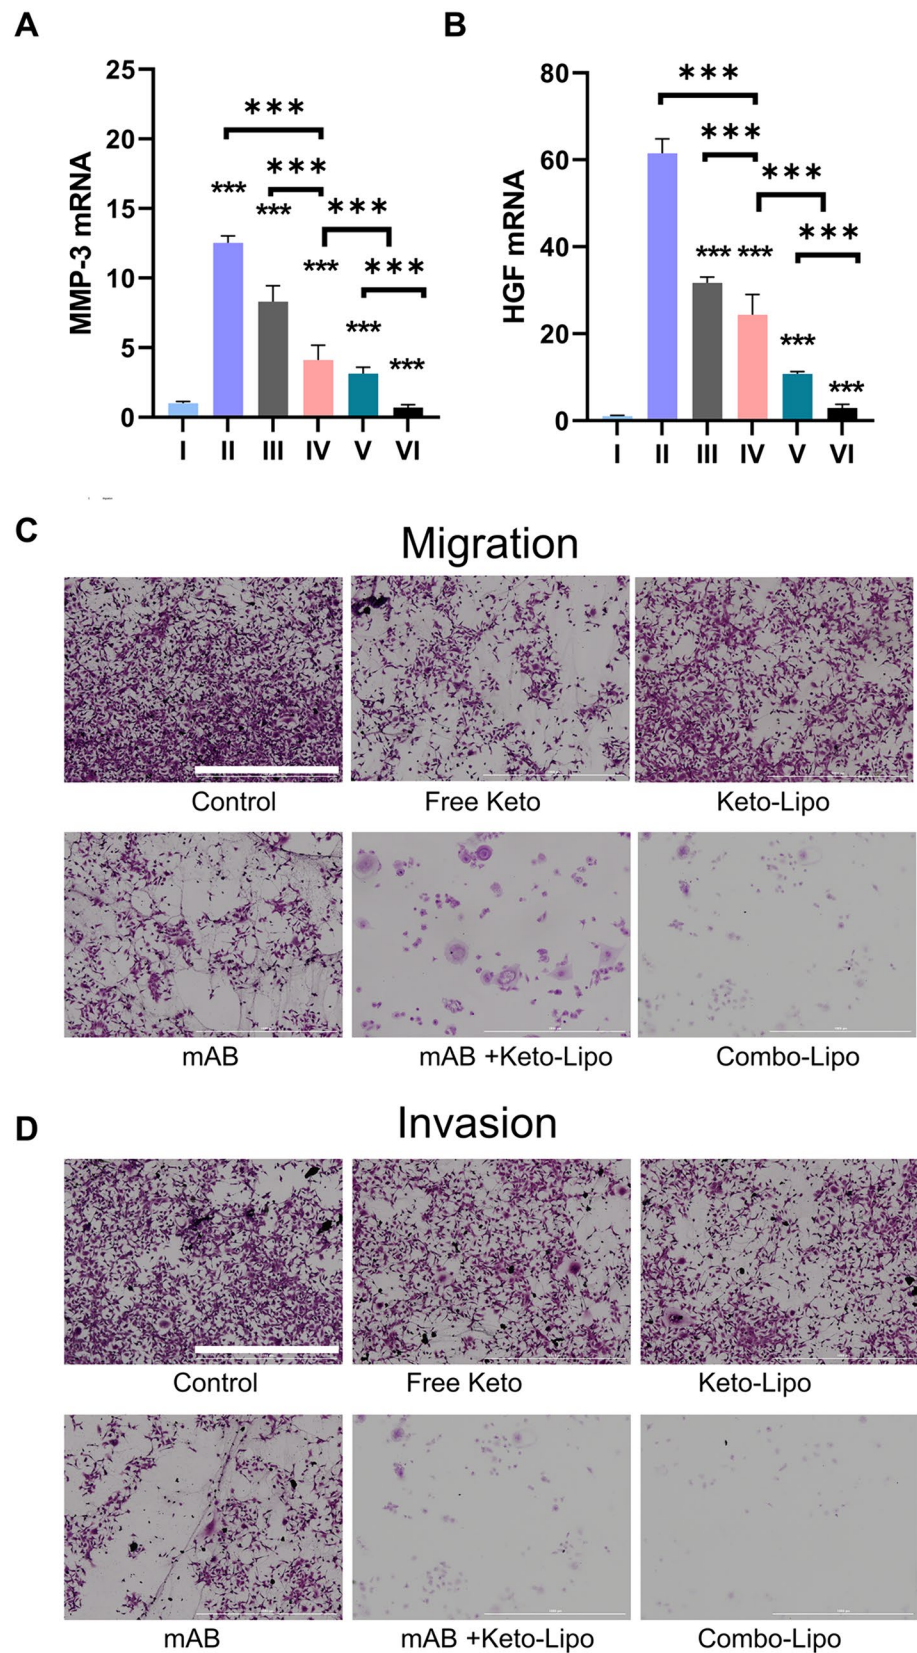 A
B
MMP-3 mRNA
25
20
15
10
5
0
***
***
***
***
***
***
***
***
***
I
II
III
IV
V
VI
HGF mRNA
80
60
40
20
0
***
***
***
***
***
***
***
***
I
II
III
IV
V
VI
C
Migration
Control
Free Keto
Keto-Lipo
mAB
mAB +Keto-Lipo
Combo-Lipo
D
Invasion
Control
Free Keto
Keto-Lipo
mAB
mAB +Keto-Lipo
Combo-Lipo